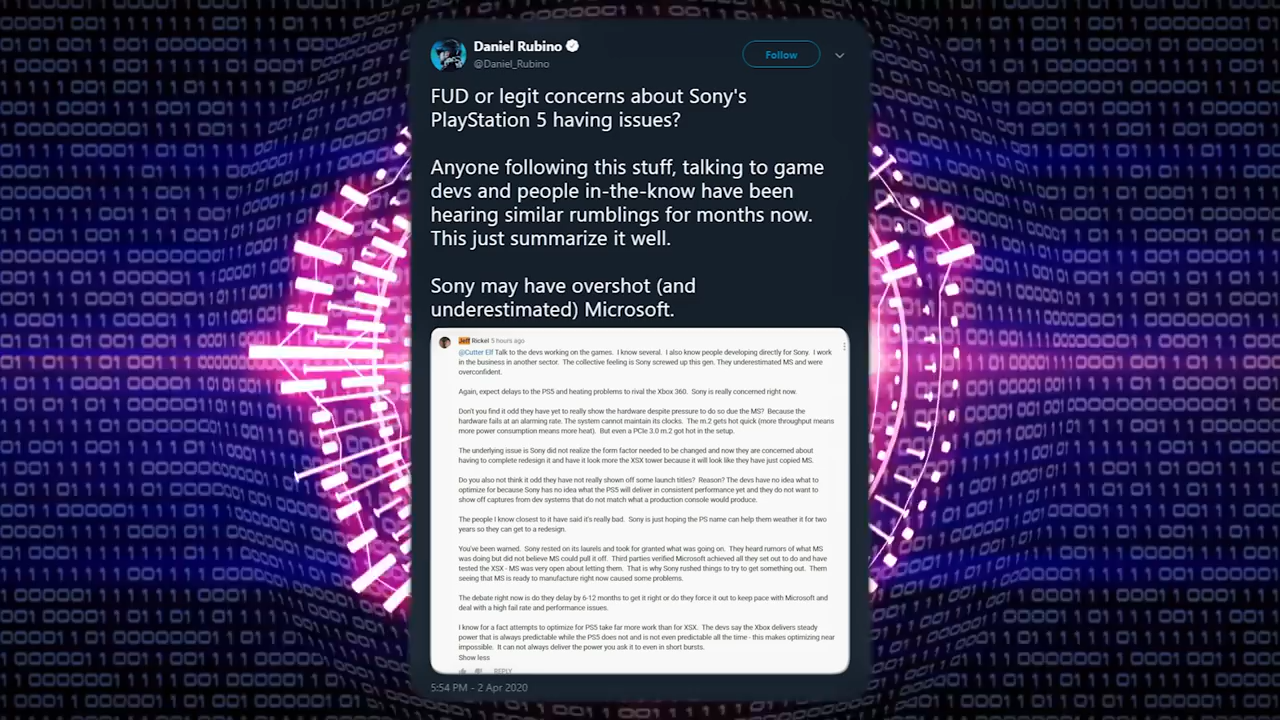 Daniel Rubino
@Daniel_Rubino
Follow
FUD or legit concerns about Sony's
PlayStation 5 having issues?
Anyone following this stuff, talking to game
devs and people in-the-know have been
hearing similar rumblings for months now.
This just summarize it well.
Sony may have overshot (and
underestimated) Microsoft.
Jeff Rickel 5 hours ago
@Cutter Elf Talk to the devs working on the games. I know several. I also know people developing directly for Sony. I work
in the business in another sector. The collective feeling is Sony screwed up this gen. They underestimated MS and were
overconfident.
Again, expect delays to the PS5 and heating problems to rival the Xbox 360. Sony is really concerned right now.
Don't you find it odd they have yet to really show the hardware despite pressure to do so due the MS? Because the
hardware fails at an alarming rate. The system cannot maintain its clocks. The m.2 gets hot quick (more throughput means
more power consumption means more heat). But even a PCIe 3.0 m.2 got hot in the setup.
The underlying issue is Sony did not realize the form factor needed to be changed and now they are concerned about
having to complete redesign it and have it look more the XSX tower because it will look like they have just copied MS.
Do you also not think it odd they have not really shown off some launch titles? Reason? The devs have no idea what to
optimize for because Sony has no idea what the PS5 will deliver in consistent performance yet and they do not want to
show off captures from dev systems that do not match what a production console would produce.
The people I know closest to it have said it's really bad. Sony is just hoping the PS name can help them weather it for two
years so they can get to a redesign.
You've been warned. Sony rested on its laurels and took for granted what was going on. They heard rumors of what MS
was doing but did not believe MS could pull it off. Third parties verified Microsoft achieved all they set out to do and have
tested the XSX - MS was very open about letting them. That is why Sony rushed things to try to get something out. Them
seeing that MS is ready to manufacture right now caused some problems.
The debate right now is do they delay by 6-12 months to get it right or do they force it out to keep pace with Microsoft and
deal with a high fail rate and performance issues.
I know for a fact attempts to optimize for PS5 take far more work than for XSX. The devs say the Xbox delivers steady
power that is always predictable while the PS5 does not and is not even predictable all the time - this makes optimizing near
impossible. It can not always deliver the power you ask it to even in short bursts.
Show less
REPLY
5:54 PM - 2 Apr 2020